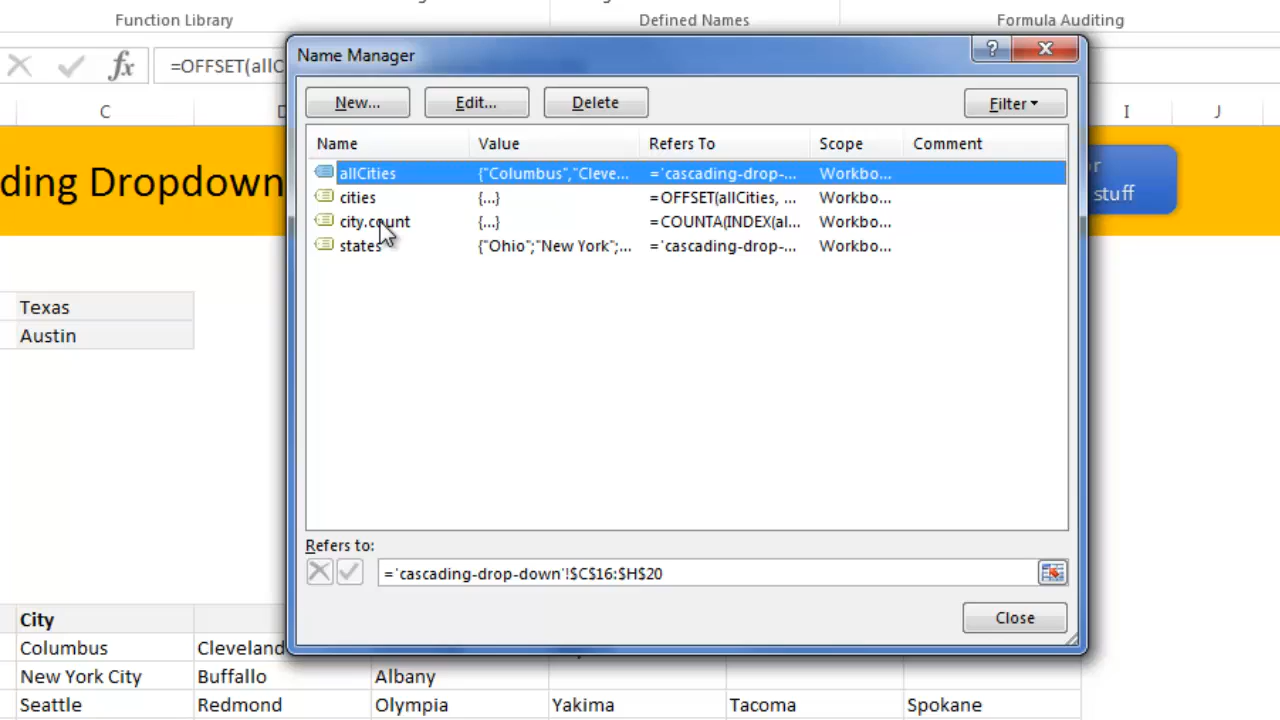 Function Library
Defined Names
Formula Auditing
fx
=OFFSET(allC
Name Manager
?
New...
Edit...
Delete
Filter
C
I
J
Name
Value
Refers To
Scope
Comment
allCities
{"Columbus","Cleve...
='cascading-drop-...
Workbo...
cities
{...}
=OFFSET(allCities, ...
Workbo...
city.count
{...}
=COUNTA(INDEX(al...
Workbo...
states
{"Ohio";"New York";...
='cascading-drop-...
Workbo...
ding Dropdown
stuff
Texas
Austin
Refers to:
='cascading-drop-down'!$C$16:$H$20
Close
City
Columbus
Cleveland
New York City
Buffallo
Albany
Seattle
Redmond
Olympia
Yakima
Tacoma
Spokane